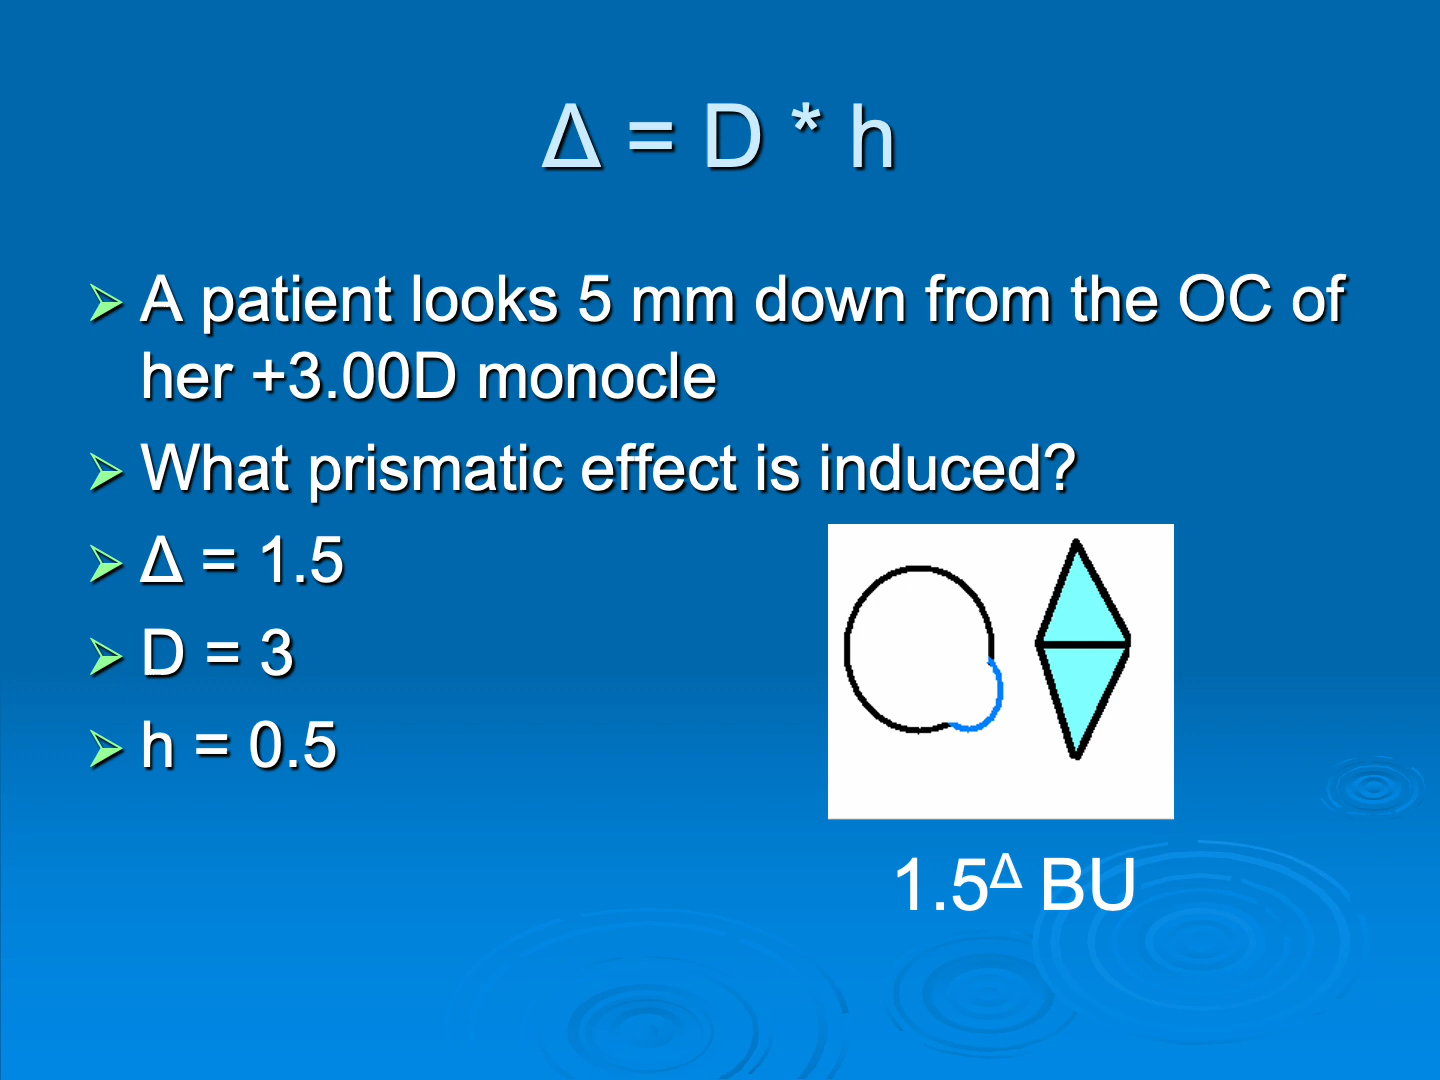 Δ = D * h
A patient looks 5 mm down from the OC of
her +3.00D monocle
What prismatic effect is induced?
Δ = 1.5
D = 3
h = 0.5
1.5Δ BU